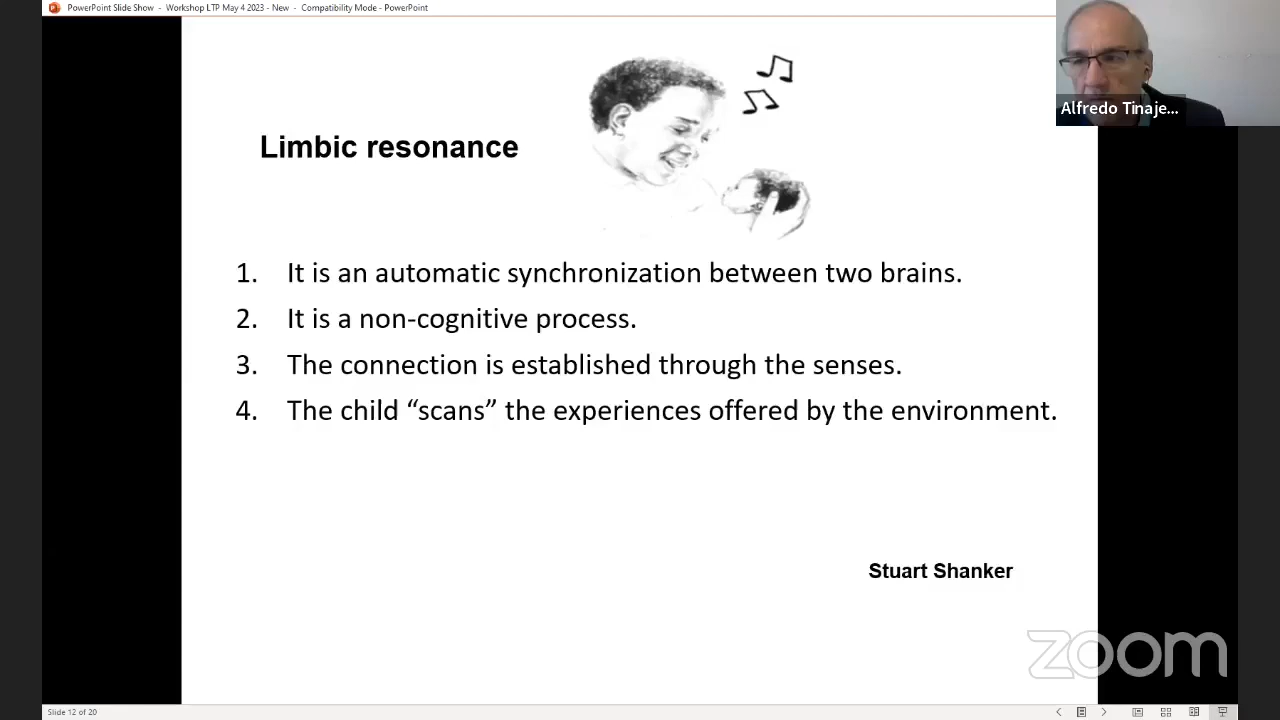 PowerPoint Slide Show - Workshop LTP May 4 2023 - New - Compatibility Mode - PowerPoint
Alfredo Tinaje...
Limbic resonance
1. It is an automatic synchronization between two brains.
2. It is a non-cognitive process.
3. The connection is established through the senses.
4. The child “scans” the experiences offered by the environment.
Stuart Shanker
zoom
Slide 12 of 20